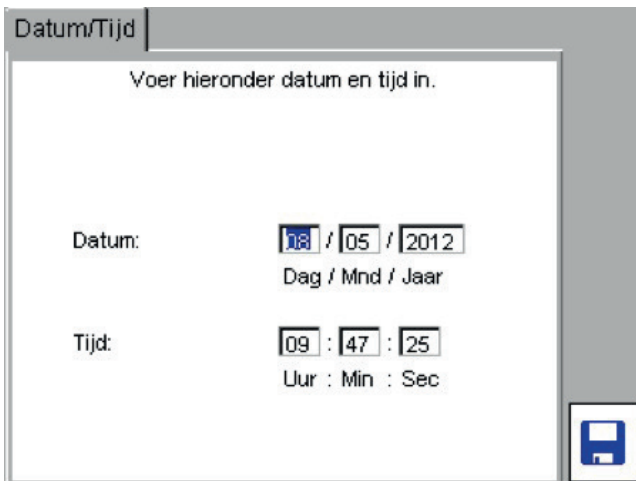 Datum/Tijd
Voer hieronder datum en tijd in.
Datum: 08 / 05 / 2012
Dag / Mnd / Jaar
Tijd: 09 : 47 : 25
Uur : Min : Sec